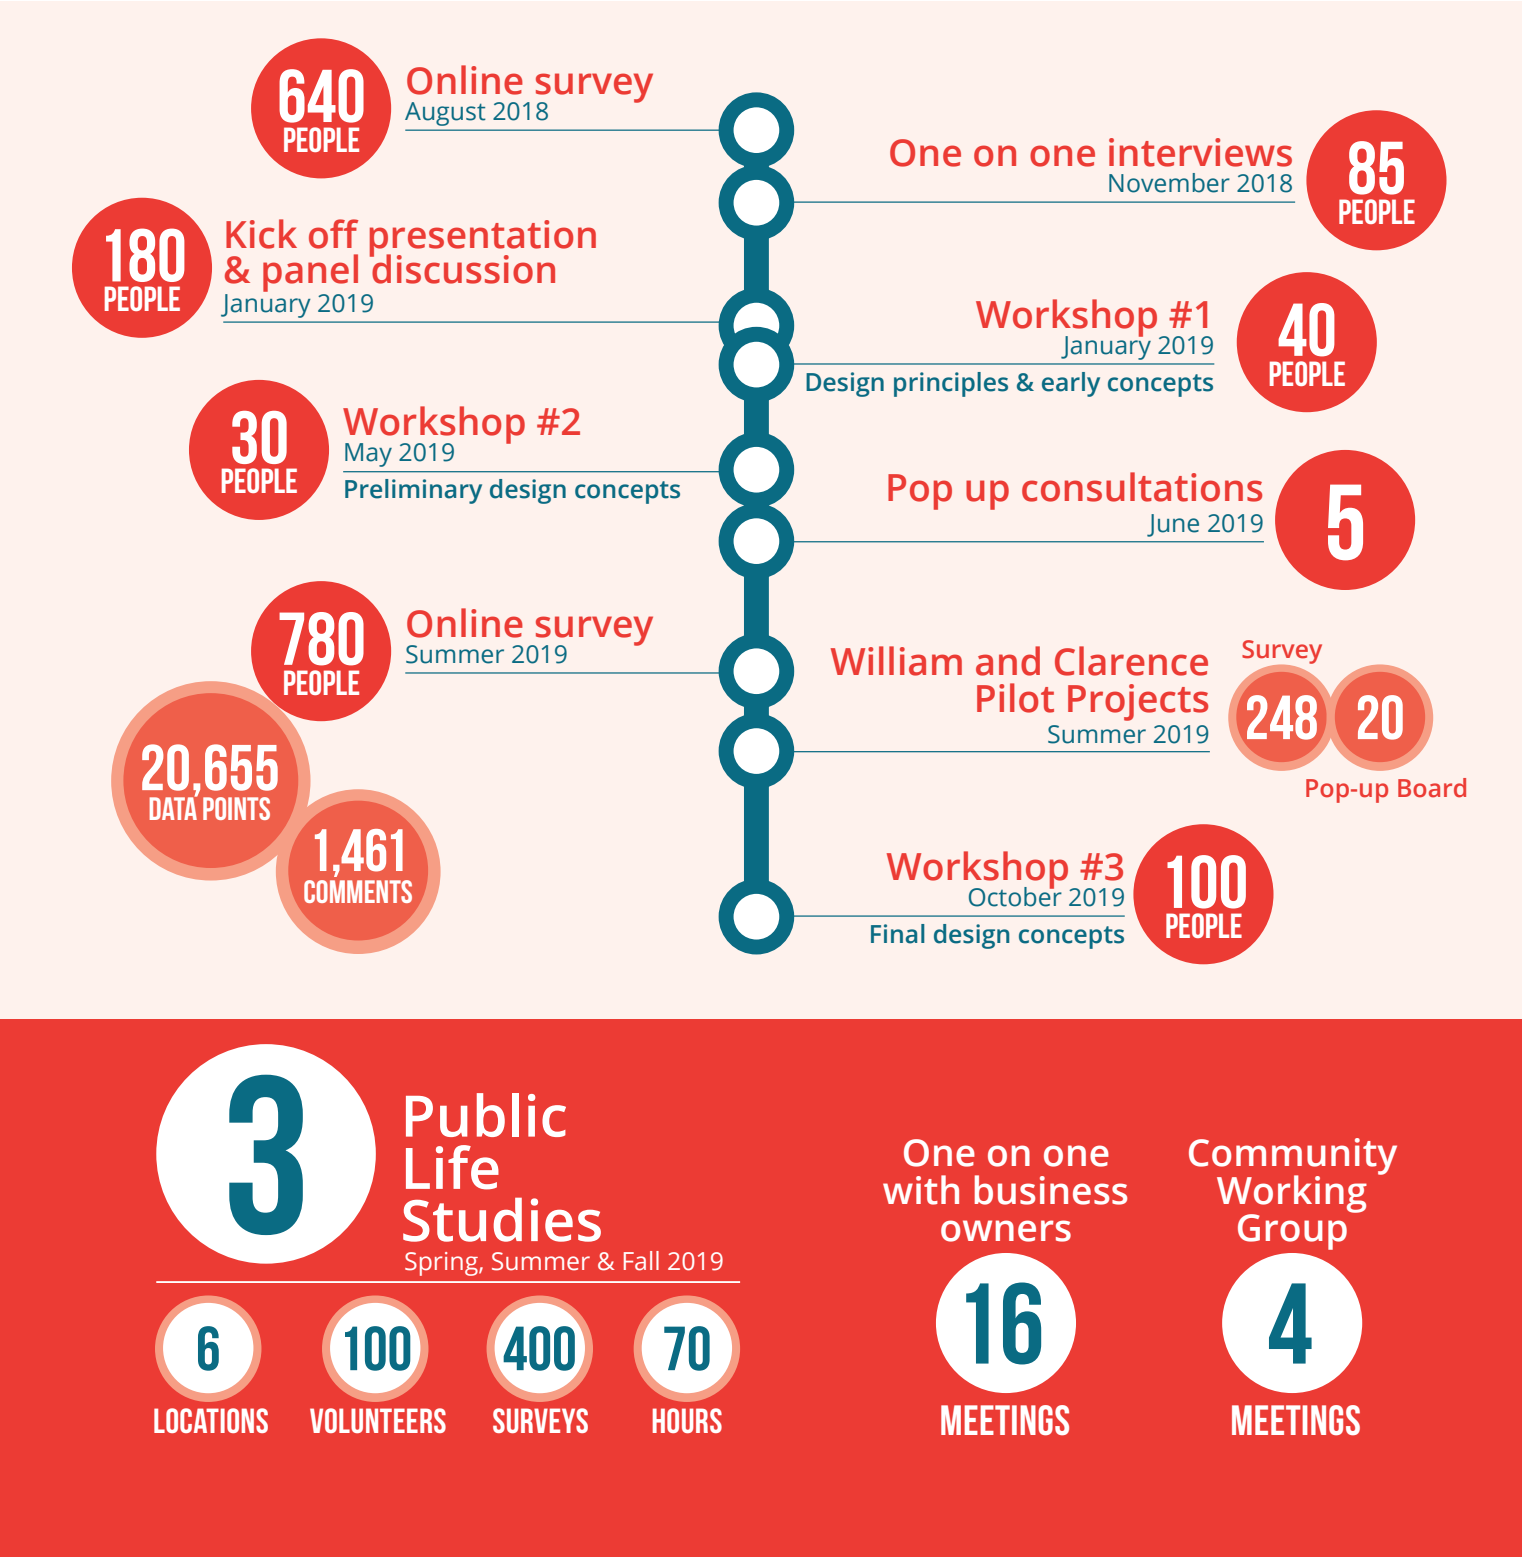 640
PEOPLE
Online survey
August 2018
One on one interviews
November 2018
85
PEOPLE
180
PEOPLE
Kick off presentation
& panel discussion
January 2019
Workshop #1
January 2019
Design principles & early concepts
40
PEOPLE
30
PEOPLE
Workshop #2
May 2019
Preliminary design concepts
Pop up consultations
June 2019
5
780
PEOPLE
Online survey
Summer 2019
20,655
DATA POINTS
1,461
COMMENTS
William and Clarence
Pilot Projects
Summer 2019
Survey
248
20
Pop-up Board
Workshop #3
October 2019
Final design concepts
100
PEOPLE
3
Public
Life
Studies
Spring, Summer & Fall 2019
6
LOCATIONS
100
VOLUNTEERS
400
SURVEYS
70
HOURS
One on one
with business
owners
16
MEETINGS
Community
Working
Group
4
MEETINGS